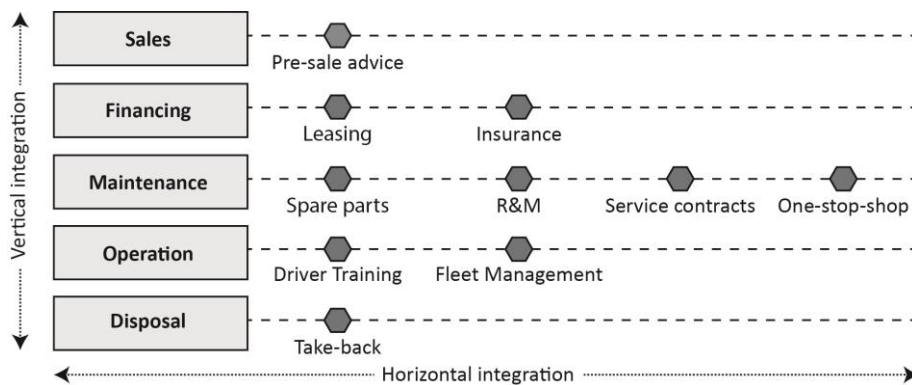 Sales
Pre-sale advice
Financing
Leasing
Insurance
Maintenance
Spare parts
R&M
Service contracts
One-stop-shop
Operation
Driver Training
Fleet Management
Disposal
Take-back
Vertical integration
Horizontal integration